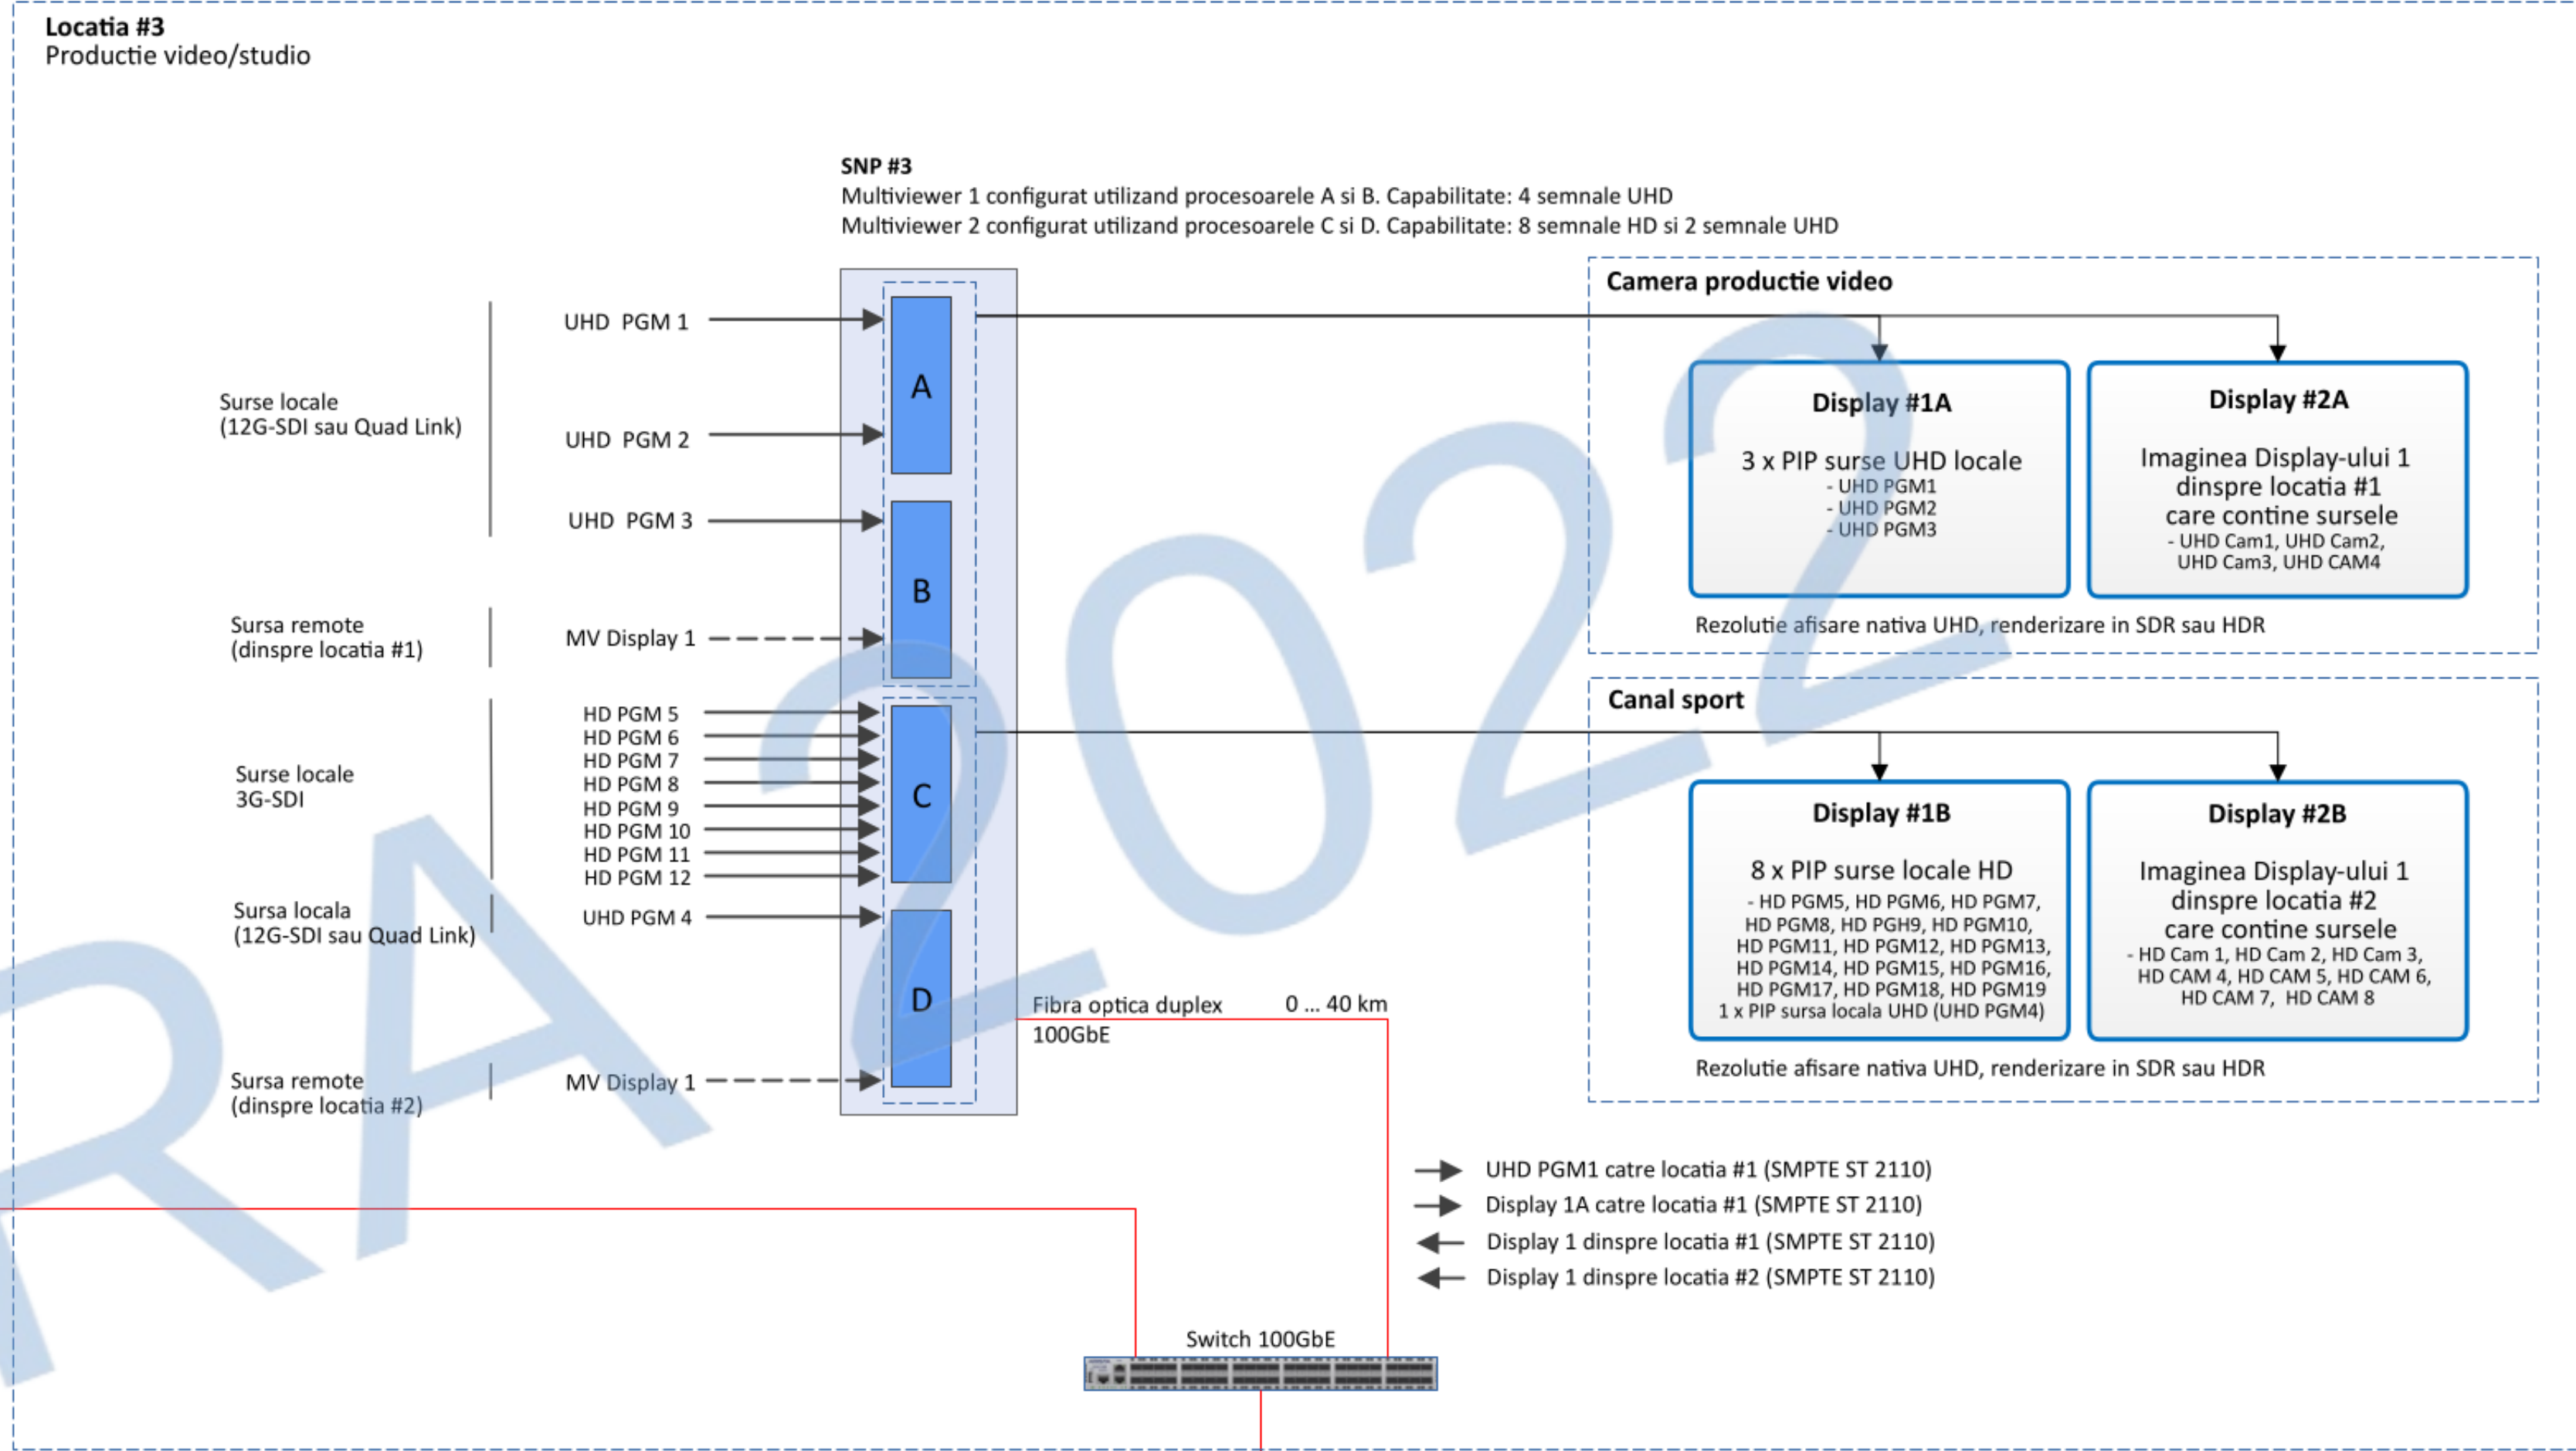 Locatia #3
Productie video/studio
SNP #3
Multiviewer 1 configurat utilizand procesoarele A si B. Capabilitate: 4 semnale UHD
Multiviewer 2 configurat utilizand procesoarele C si D. Capabilitate: 8 semnale HD si 2 semnale UHD
Surse locale
(12G-SDI sau Quad Link)
Sursa remote
(dinspre locatia #1)
Surse locale
3G-SDI
Sursa locala
(12G-SDI sau Quad Link)
Sursa remote
(dinspre locatia #2)
UHD PGM 1
UHD PGM 2
UHD PGM 3
MV Display 1
HD PGM 5
HD PGM 6
HD PGM 7
HD PGM 8
HD PGM 9
HD PGM 10
HD PGM 11
HD PGM 12
UHD PGM 4
MV Display 1
A
B
C
D
Camera productie video
Display #1A
3 x PIP surse UHD locale
- UHD PGM1
- UHD PGM2
- UHD PGM3
Display #2A
Imaginea Display-ului 1
dinspre locatia #1
care contine sursele
- UHD Cam1, UHD Cam2,
UHD Cam3, UHD CAM4
Rezolutie afisare nativa UHD, renderizare in SDR sau HDR
Canal sport
Display #1B
8 x PIP surse locale HD
- HD PGM5, HD PGM6, HD PGM7,
HD PGM8, HD PGH9, HD PGM10,
HD PGM11, HD PGM12, HD PGM13,
HD PGM14, HD PGM15, HD PGM16,
HD PGM17, HD PGM18, HD PGM19
1 x PIP sursa locala UHD (UHD PGM4)
Display #2B
Imaginea Display-ului 1
dinspre locatia #2
care contine sursele
- HD Cam 1, HD Cam 2, HD Cam 3,
HD CAM 4, HD CAM 5, HD CAM 6,
HD CAM 7, HD CAM 8
Rezolutie afisare nativa UHD, renderizare in SDR sau HDR
Fibra optica duplex 0 ... 40 km
100GbE
UHD PGM1 catre locatia #1 (SMPTE ST 2110)
Display 1A catre locatia #1 (SMPTE ST 2110)
Display 1 dinspre locatia #1 (SMPTE ST 2110)
Display 1 dinspre locatia #2 (SMPTE ST 2110)
Switch 100GbE
RA 2022